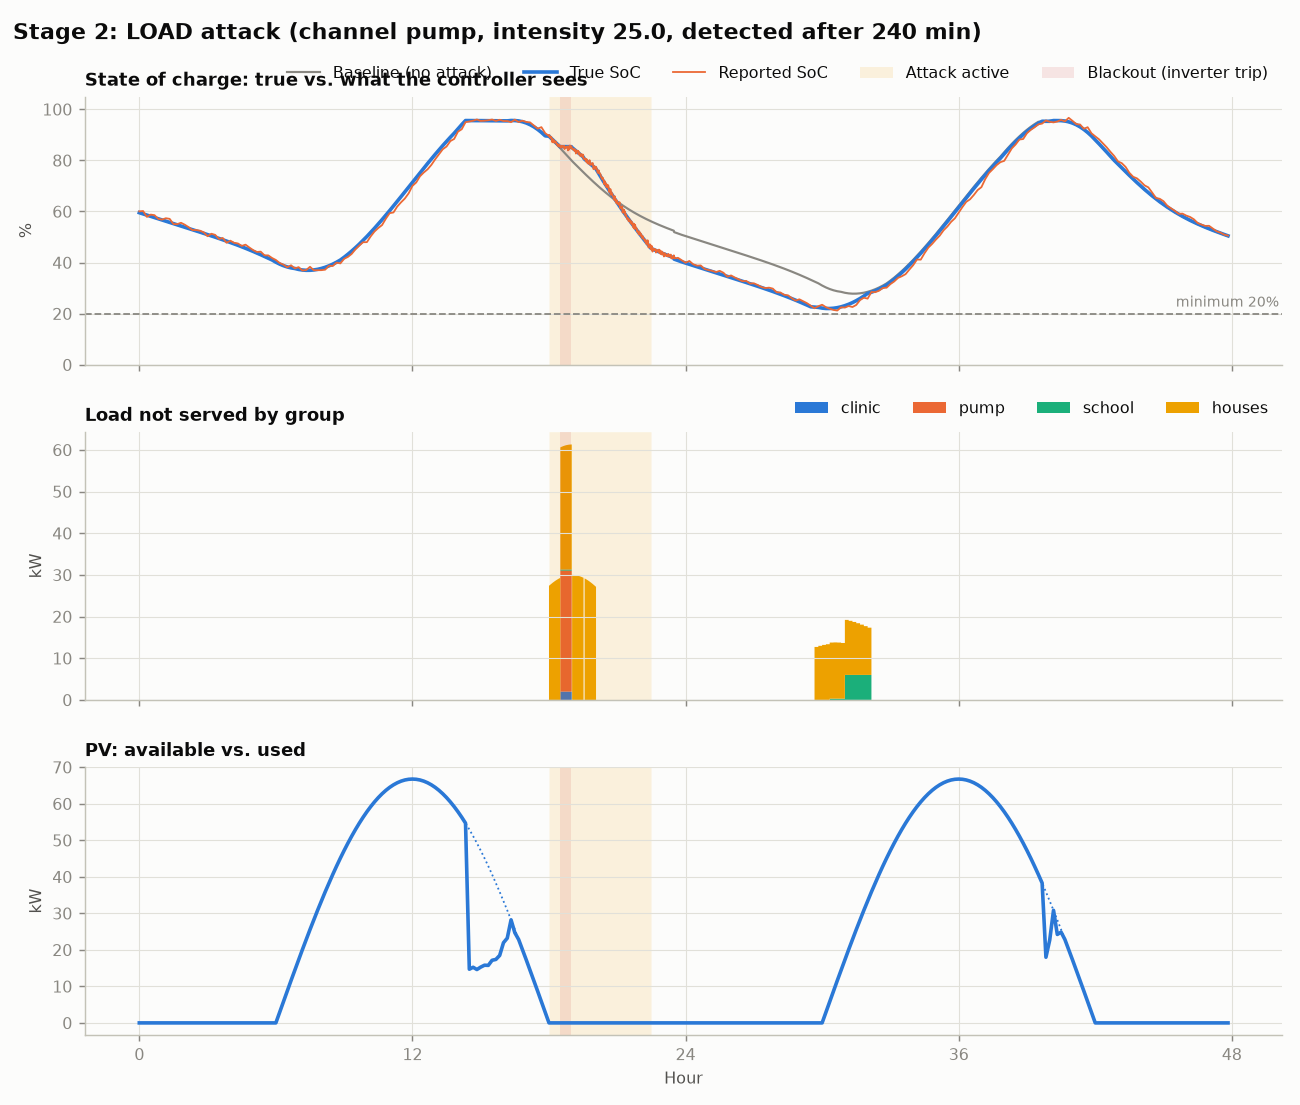 Stage 2: LOAD attack (channel pump, intensity 25.0, detected after 240 min)
Baseline (no attack) True SoC Reported SoC Attack active Blackout (inverter trip)
State of charge: true vs. what the controller sees
100
80
60
40
20
0
%
minimum 20%
Load not served by group
clinic pump school houses
60
50
40
30
20
10
0
kW
PV: available vs. used
70
60
50
40
30
20
10
0
kW
0 12 24 36 48
Hour